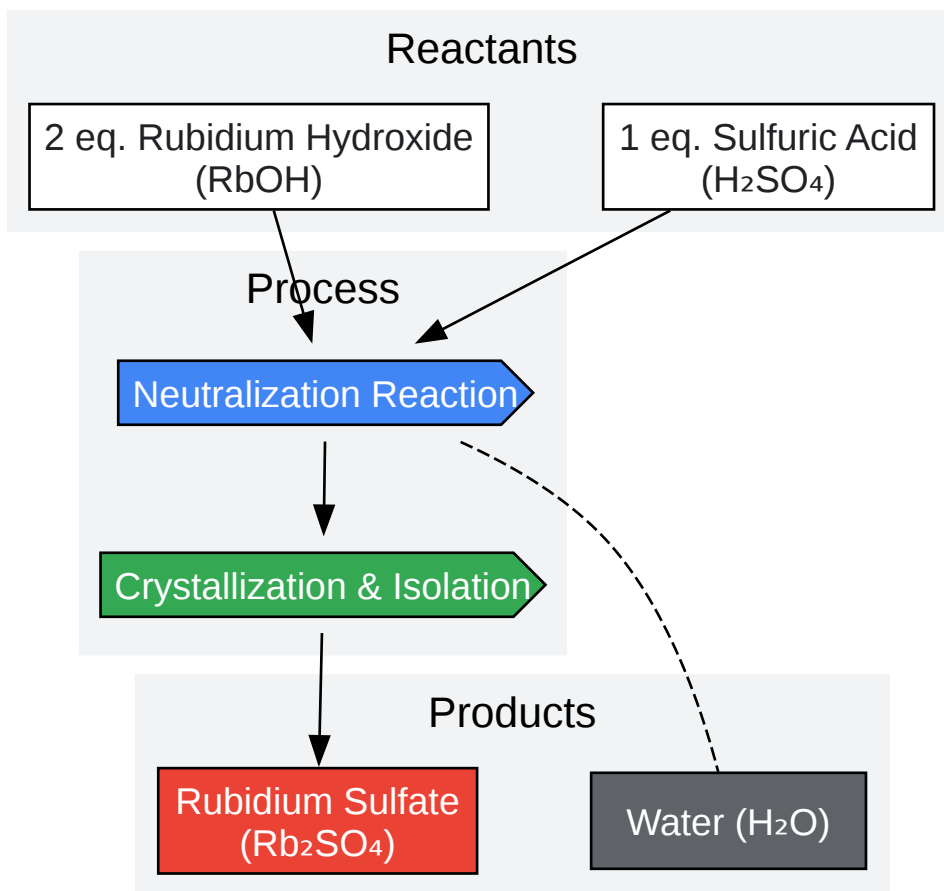 Reactants
2 eq. Rubidium Hydroxide
(RbOH)
1 eq. Sulfuric Acid
(H₂SO₄)
Process
Neutralization Reaction
Crystallization & Isolation
Products
Rubidium Sulfate
(Rb₂SO₄)
Water (H₂O)